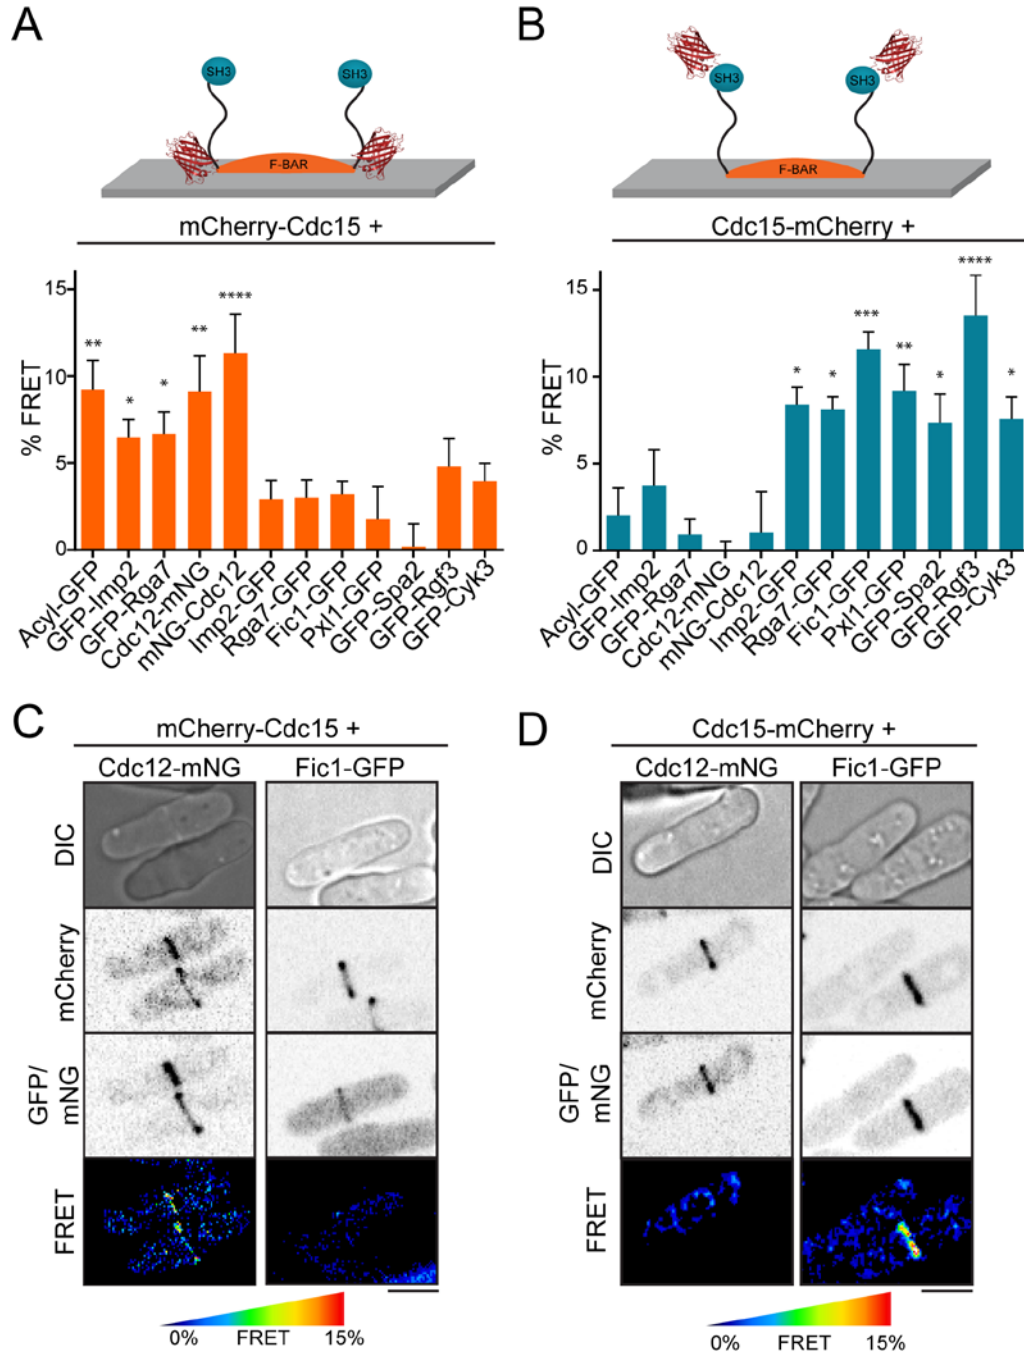 A
SH3
SH3
F-BAR
mCherry-Cdc15 +
% FRET
15
10
5
0
**
*
*
**
****
Acyl-GFP
GFP-Imp2
GFP-Rga7
Cdc12-mNG
mNG-Cdc12
Imp2-GFP
Rga7-GFP
Fic1-GFP
Pxl1-GFP
GFP-Spa2
GFP-Rgf3
GFP-Cyk3
B
SH3
SH3
F-BAR
Cdc15-mCherry +
% FRET
15
10
5
0
*
*
***
**
*
****
*
Acyl-GFP
GFP-Imp2
GFP-Rga7
Cdc12-mNG
mNG-Cdc12
Imp2-GFP
Rga7-GFP
Fic1-GFP
Pxl1-GFP
GFP-Spa2
GFP-Rgf3
GFP-Cyk3
C
mCherry-Cdc15 +
Cdc12-mNG Fic1-GFP
DIC
mCherry
GFP/
mNG
FRET
0% FRET 15%
D
Cdc15-mCherry +
Cdc12-mNG Fic1-GFP
DIC
mCherry
GFP/
mNG
FRET
0% FRET 15%